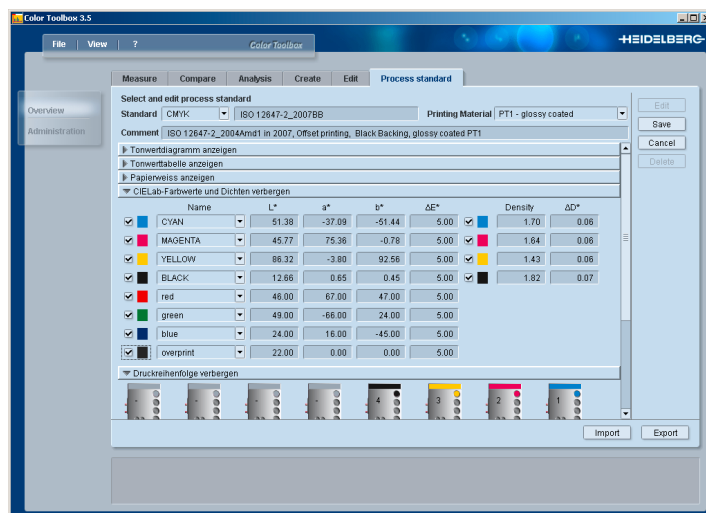 Color Toolbox 3.5
File View ? Color Toolbox HEIDELBERG
Measure Compare Analysis Create Edit Process standard
Overview
Administration
Select and edit process standard
Standard CMYK ISO 12647-2_2007BB Printing Material PT1 - glossy coated
Comment ISO 12647-2_2004Amd1 in 2007, Offset printing, Black Backing, glossy coated PT1
Edit
Save
Cancel
Delete
Tonwertdiagramm anzeigen
Tonwerttabelle anzeigen
Papierweiss anzeigen
CIELab-Farbwerte und Dichten verbergen
Name L* a* b* ΔE* Density ΔD*
CYAN 51.38 -37.09 -51.44 5.00 1.70 0.06
MAGENTA 45.77 75.36 -0.78 5.00 1.64 0.06
YELLOW 86.32 -3.80 92.56 5.00 1.43 0.06
BLACK 12.66 0.65 0.45 5.00 1.82 0.07
red 46.00 67.00 47.00 5.00
green 49.00 -66.00 24.00 5.00
blue 24.00 16.00 -45.00 5.00
overprint 22.00 0.00 0.00 5.00
Druckreihenfolge verbergen
- - - - 4 3 2 1
Import Export